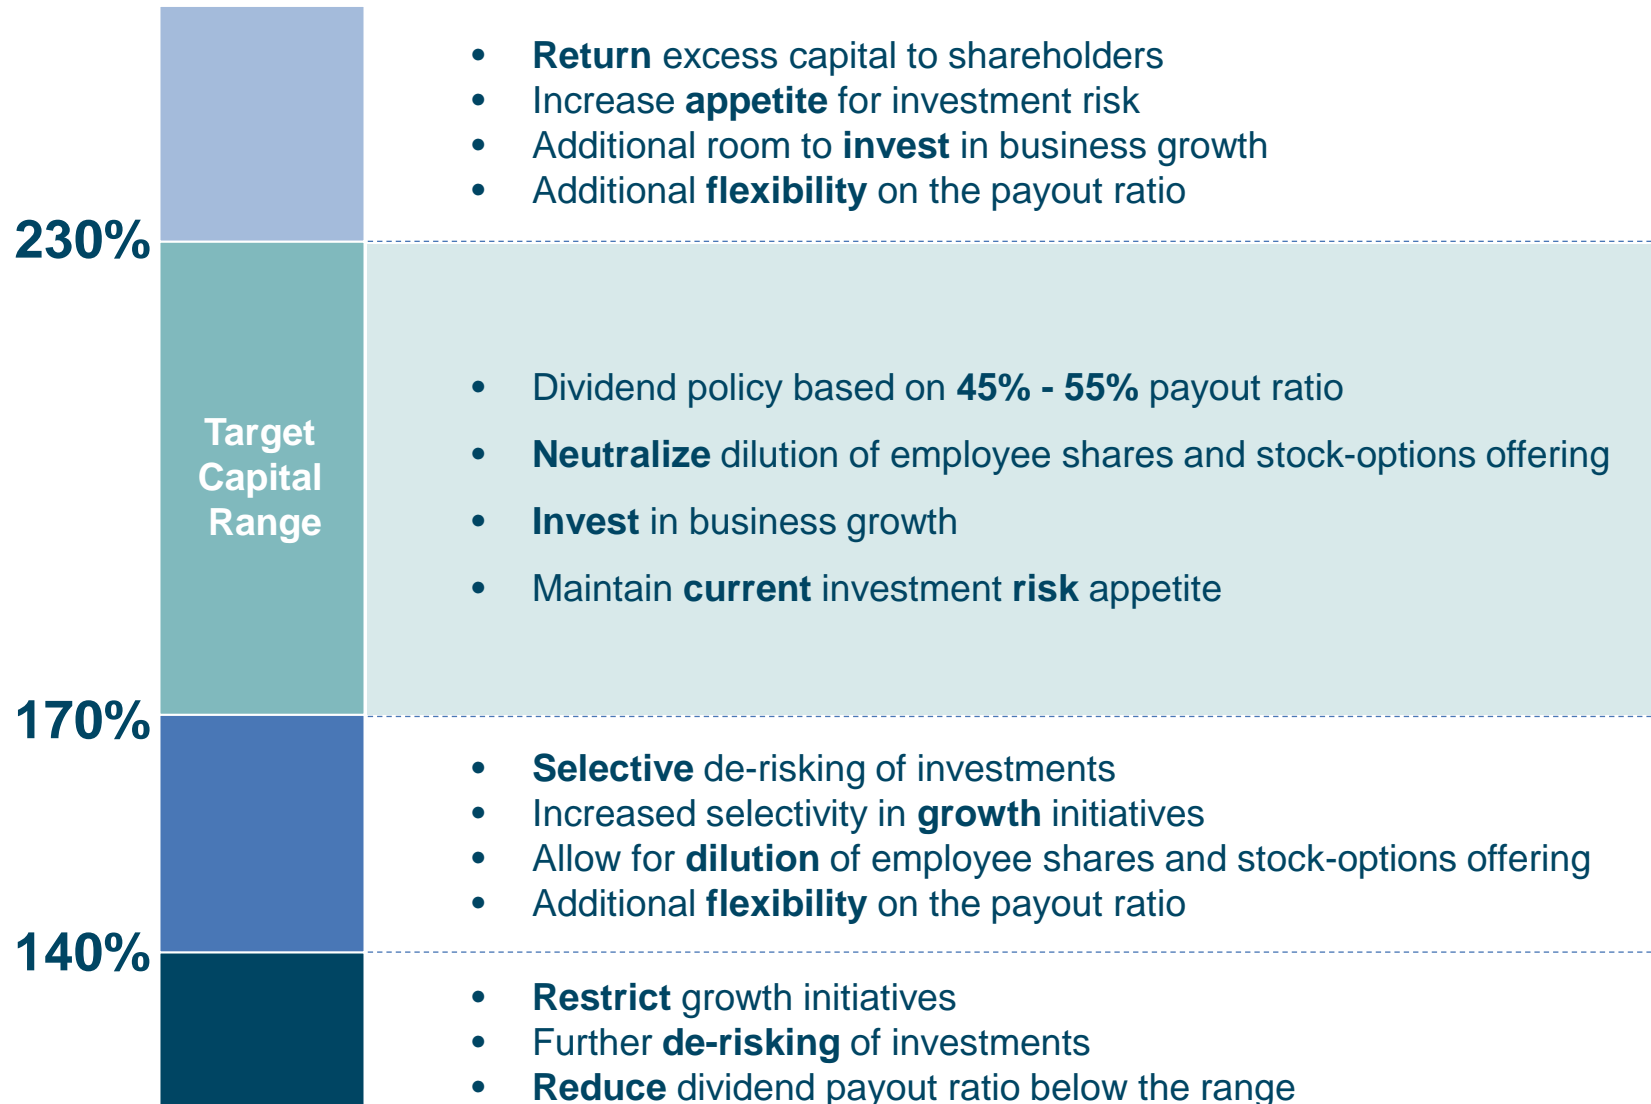 • Return excess capital to shareholders
• Increase appetite for investment risk
• Additional room to invest in business growth
• Additional flexibility on the payout ratio
230%
Target
Capital
Range
• Dividend policy based on 45% - 55% payout ratio
• Neutralize dilution of employee shares and stock-options offering
• Invest in business growth
• Maintain current investment risk appetite
170%
• Selective de-risking of investments
• Increased selectivity in growth initiatives
• Allow for dilution of employee shares and stock-options offering
• Additional flexibility on the payout ratio
140%
• Restrict growth initiatives
• Further de-risking of investments
• Reduce dividend payout ratio below the range